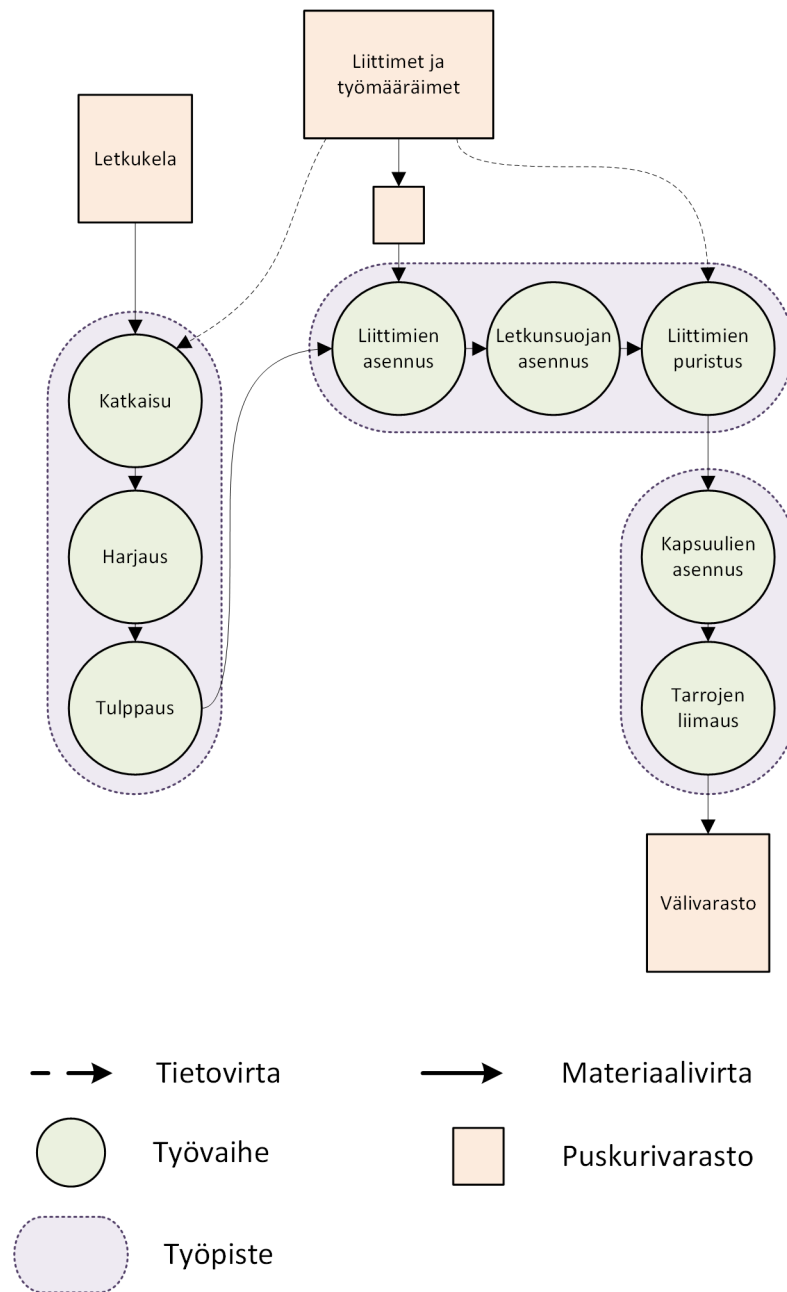 Liittimet ja
työmääräimet
Letkukela
Liittimien
asennus
Letkunsuojan
asennus
Liittimien
puristus
Katkaisu
Harjaus
Kapsuulien
asennus
Tulppaus
Tarrojen
liimaus
Välivarasto
Tietovirta
Materiaalivirta
Työvaihe
Puskurivarasto
Työpiste